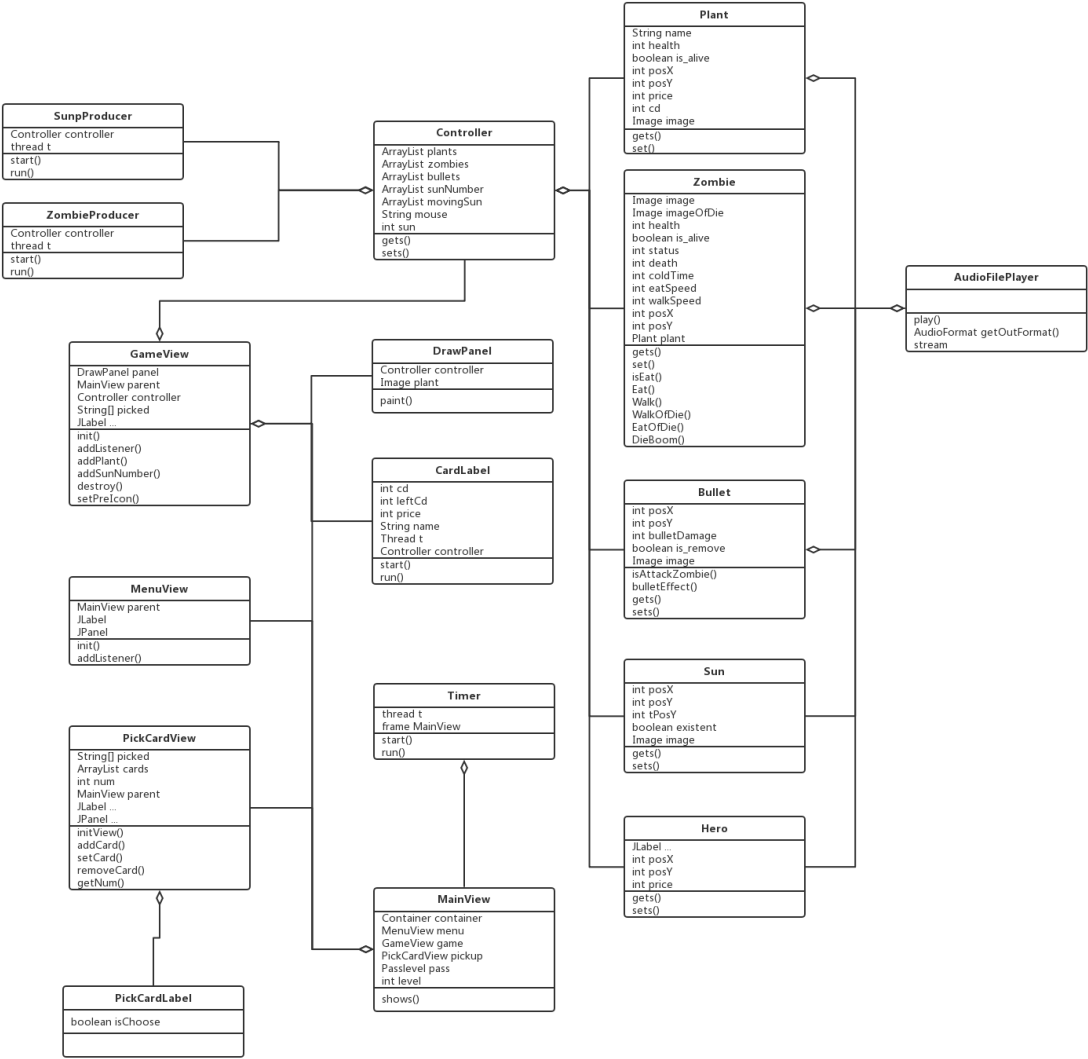 SunpProducer
Controller controller
thread t
start()
run()
ZombieProducer
Controller controller
thread t
start()
run()
Controller
ArrayList plants
ArrayList zombies
ArrayList bullets
ArrayList sunNumber
ArrayList movingSun
String mouse
int sun
gets()
sets()
GameView
DrawPanel panel
MainView parent
Controller controller
String[] picked
JLabel ...
init()
addListener()
addPlant()
addSunNumber()
destroy()
setPreIcon()
DrawPanel
Controller controller
Image plant
paint()
CardLabel
int cd
int leftCd
int price
String name
Thread t
Controller controller
start()
run()
MenuView
MainView parent
JLabel
JPanel
init()
addListener()
PickCardView
String[] picked
ArrayList cards
int num
MainView parent
JLabel ...
JPanel ...
initView()
addCard()
setCard()
removeCard()
getNum()
PickCardLabel
boolean isChoose
Timer
thread t
frame MainView
start()
run()
MainView
Container container
MenuView menu
GameView game
PickCardView pickup
Passlevel pass
int level
shows()
Plant
String name
int health
boolean is_alive
int posX
int posY
int price
int cd
Image image
gets()
set()
Zombie
Image image
Image imageOfDie
int health
boolean is_alive
int status
int death
int coldTime
int eatSpeed
int walkSpeed
int posX
int posY
Plant plant
gets()
set()
isEat()
Eat()
Walk()
WalkOfDie()
EatOfDie()
DieBoom()
Bullet
int posX
int posY
int bulletDamage
boolean is_remove
Image image
isAttackZombie()
bulletEffect()
gets()
sets()
Sun
int posX
int posY
int tPosY
boolean existent
Image image
gets()
sets()
Hero
JLabel ...
int posX
int posY
int price
gets()
sets()
AudioFilePlayer
play()
AudioFormat getOutFormat()
stream